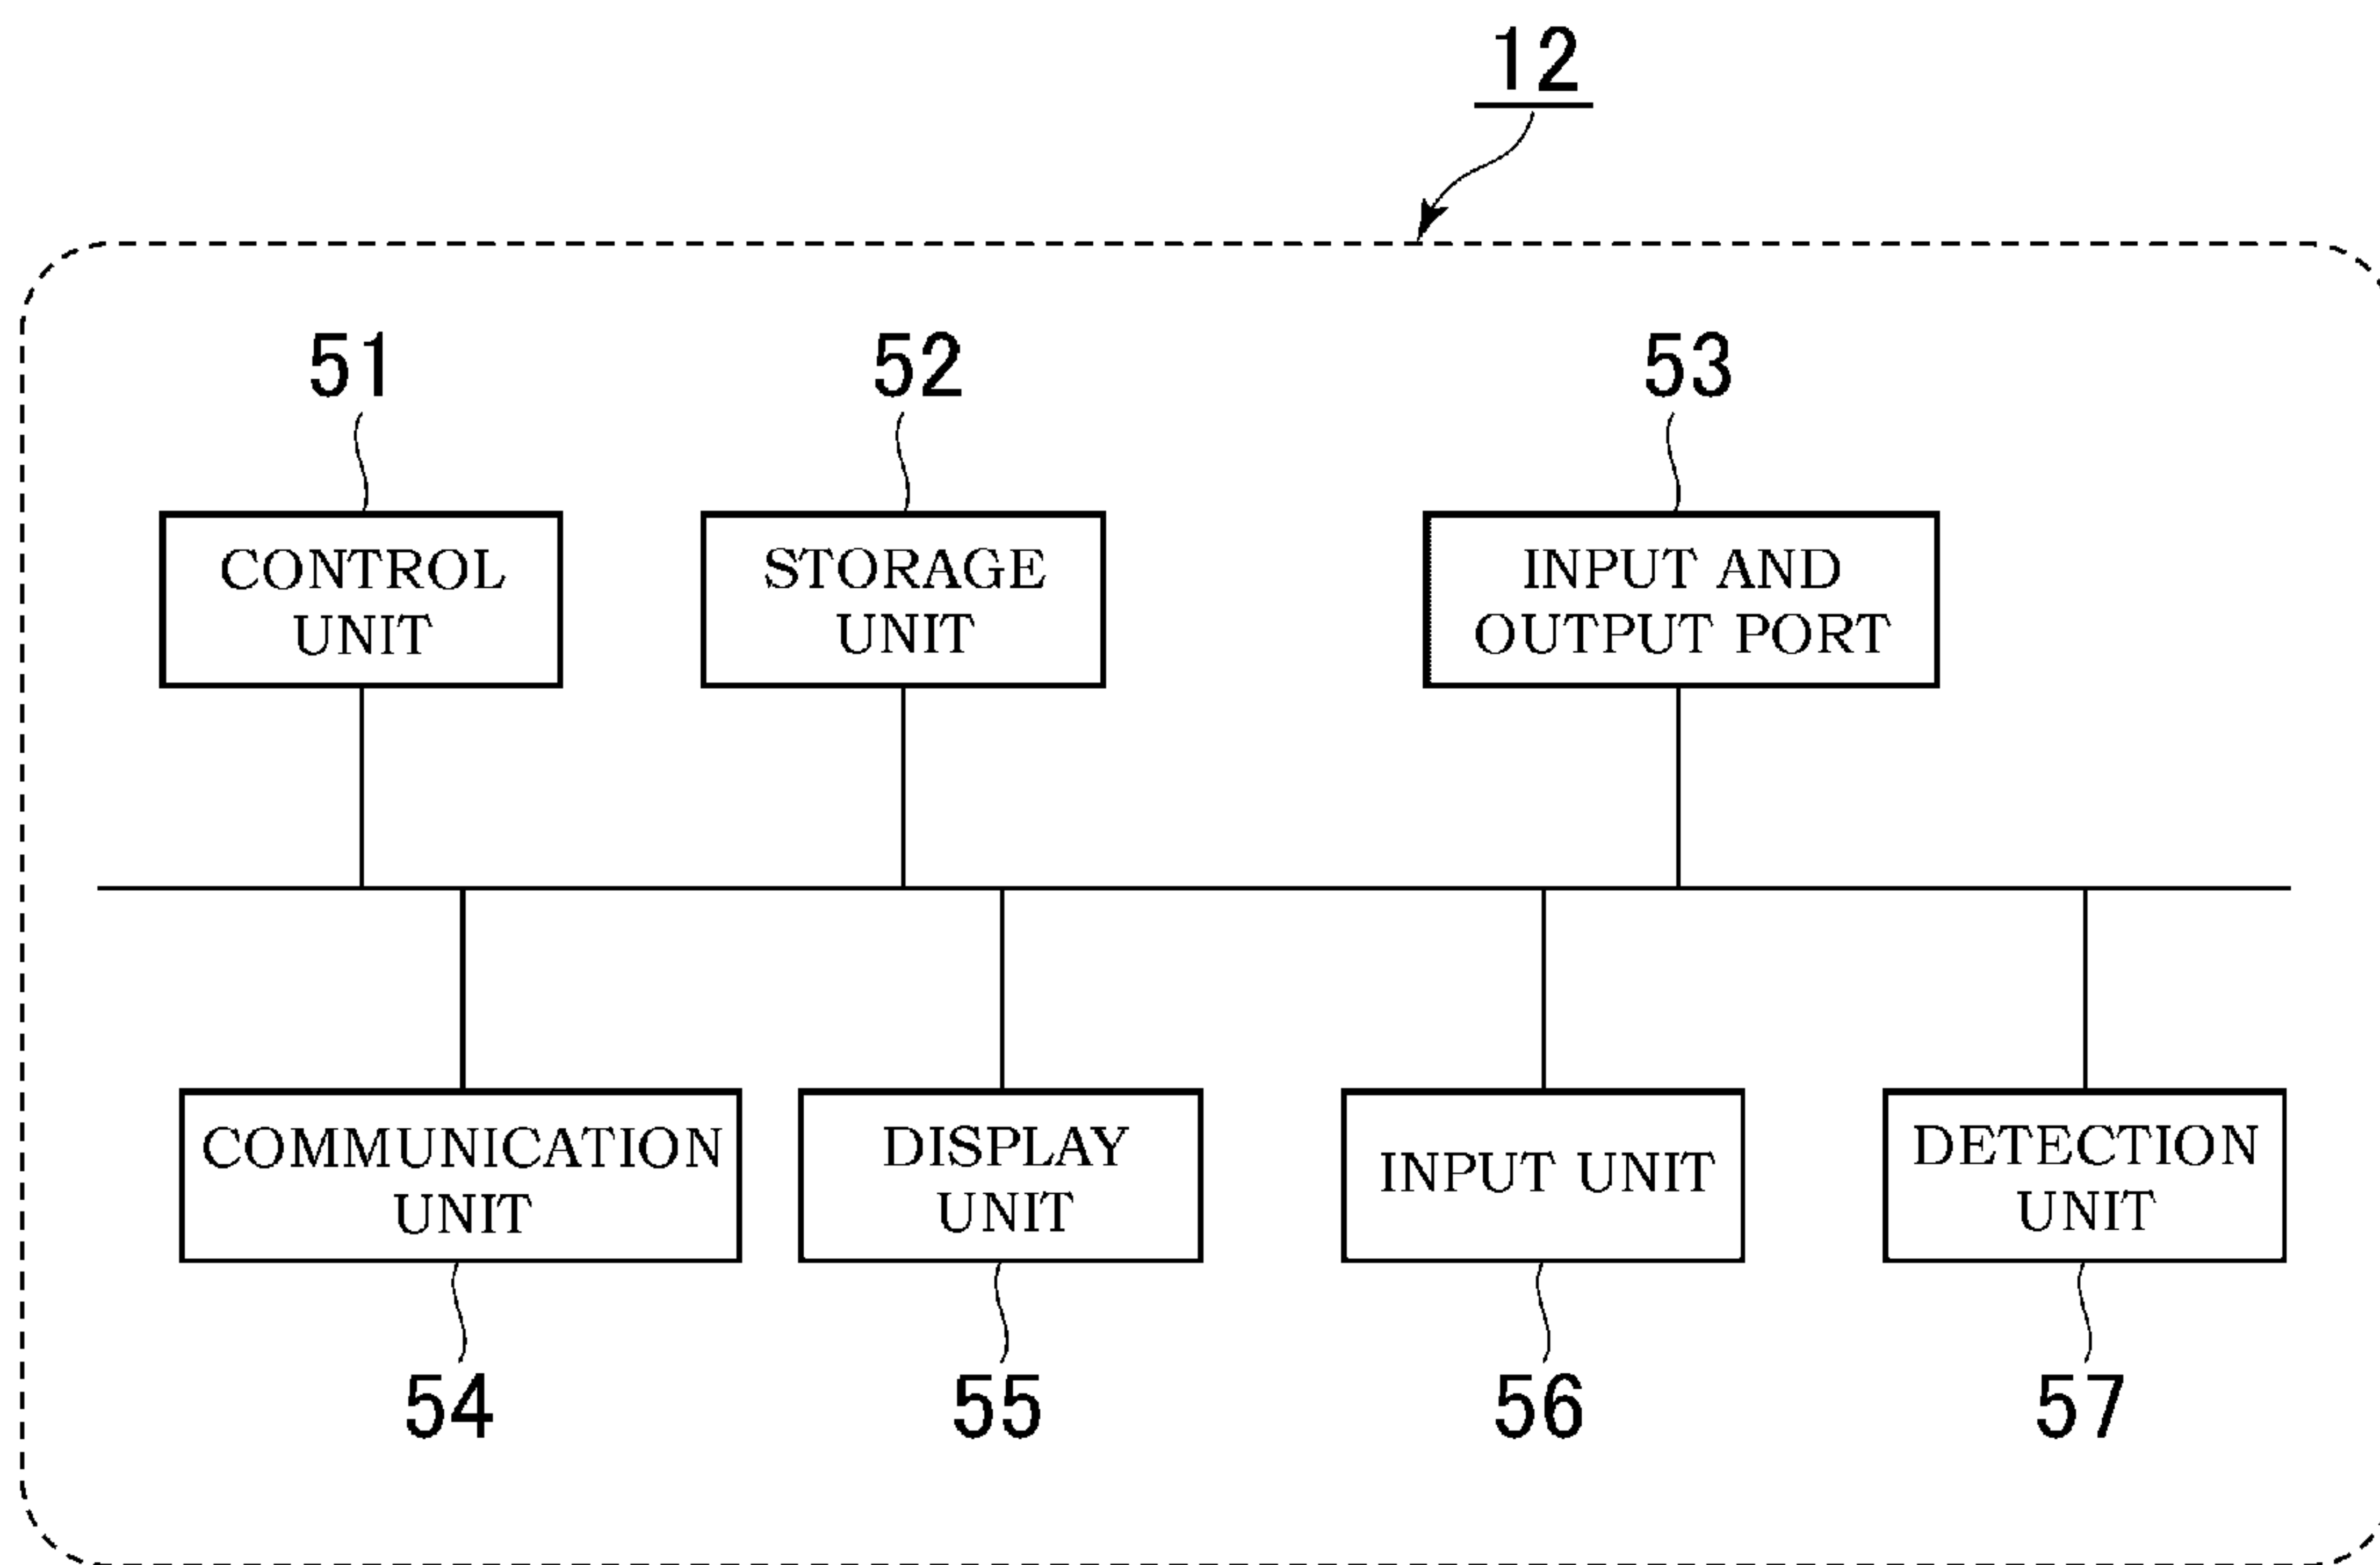 12
51
52
53
CONTROL
UNIT
STORAGE
UNIT
INPUT AND
OUTPUT PORT
COMMUNICATION
UNIT
DISPLAY
UNIT
INPUT UNIT
DETECTION
UNIT
54
55
56
57